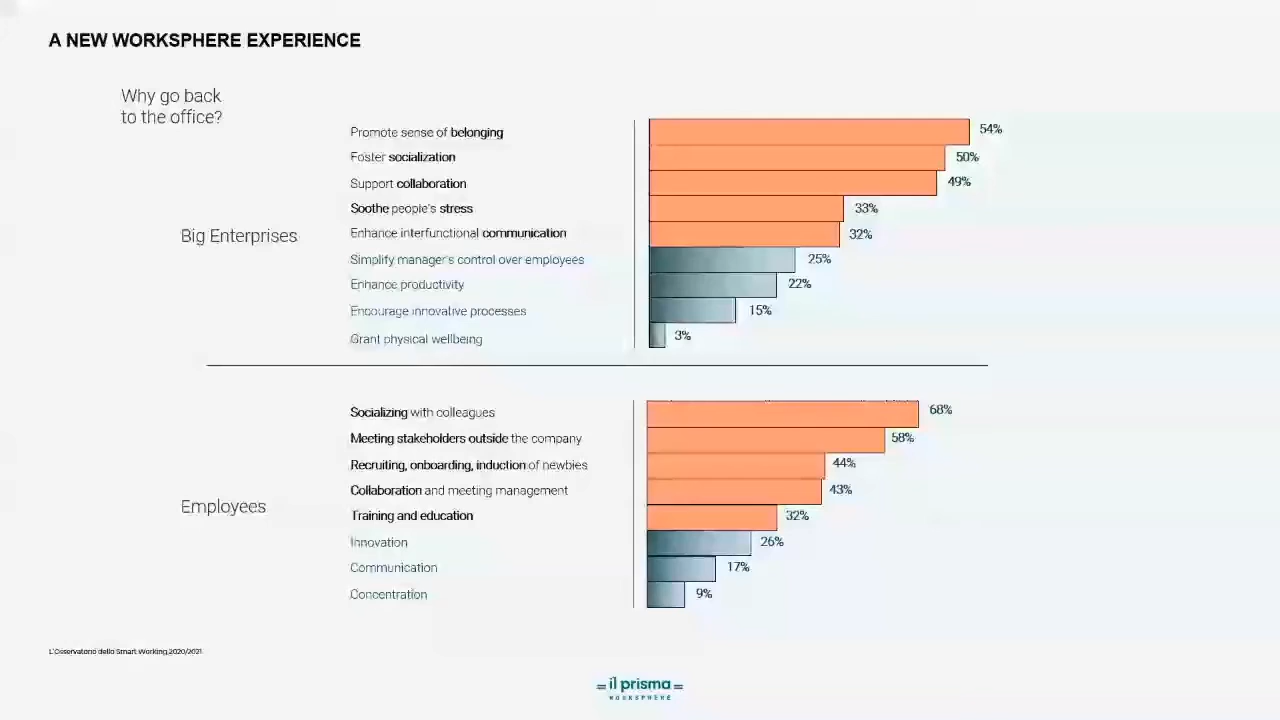 A NEW WORKSPHERE EXPERIENCE
Why go back
to the office?
Big Enterprises
Promote sense of belonging 54%
Foster socialization 50%
Support collaboration 49%
Soothe people's stress 33%
Enhance interfunctional communication 32%
Simplify manager's control over employees 25%
Enhance productivity 22%
Encourage innovative processes 15%
Grant physical wellbeing 3%
Employees
Socializing with colleagues 68%
Meeting stakeholders outside the company 58%
Recruiting, onboarding, induction of newbies 44%
Collaboration and meeting management 43%
Training and education 32%
Innovation 26%
Communication 17%
Concentration 9%
L'Osservatorio dello Smart Working 2020/2021
il prisma
WORKSPHERE